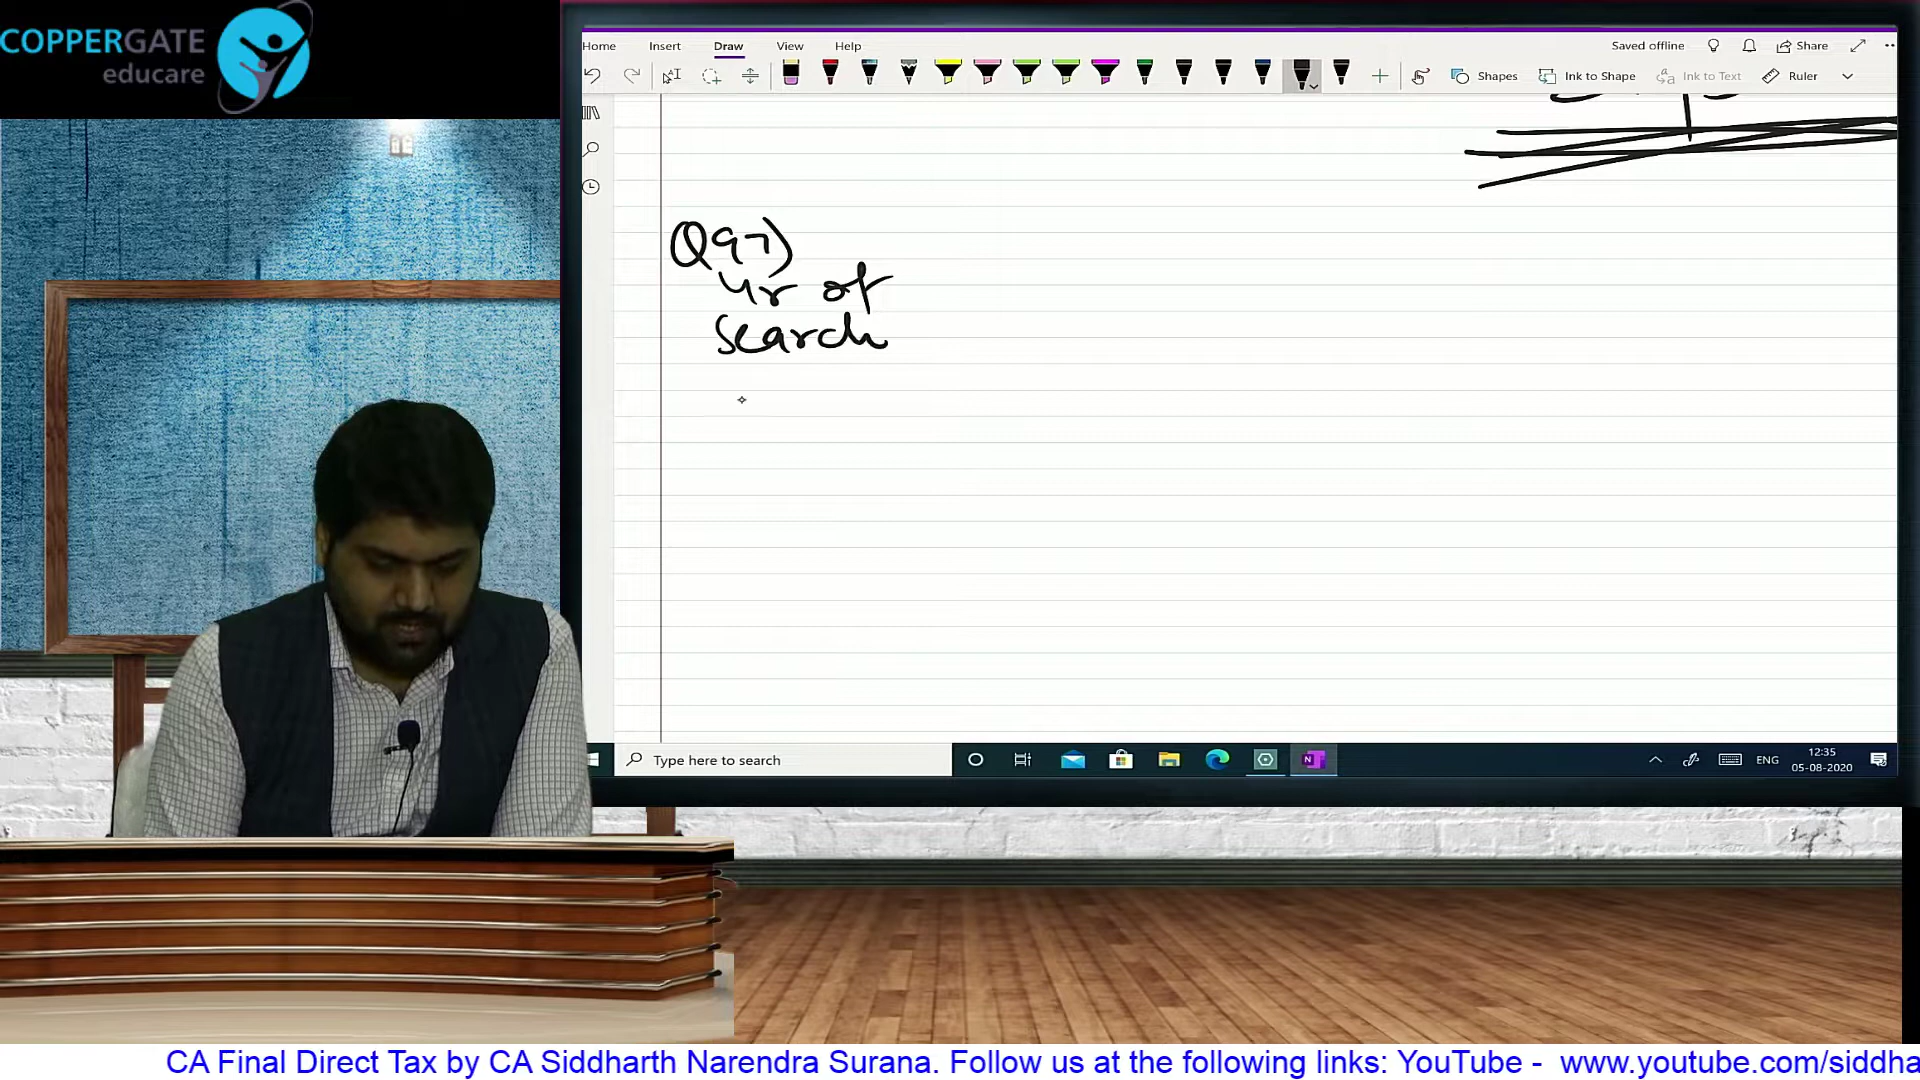 COPPERGATE
educare
Home Insert Draw View Help Saved offline Share
Shapes Ink to Shape Ink to Text Ruler
Q97)
Yr of
search
Type here to search
ENG
12:35
05-08-2020
CA Final Direct Tax by CA Siddharth Narendra Surana. Follow us at the following links: YouTube - www.youtube.com/siddha